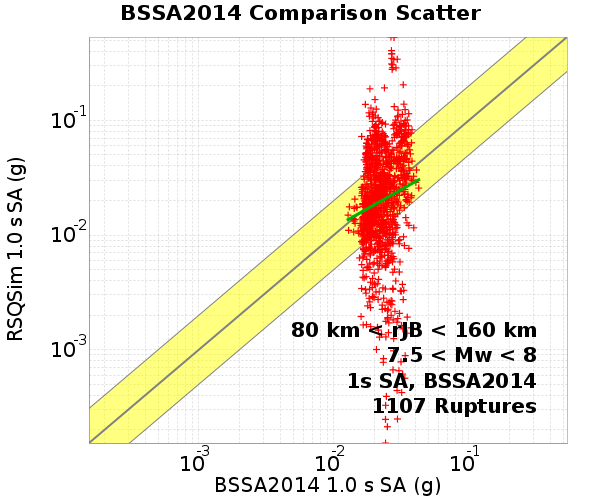 BSSA2014 Comparison Scatter
RSQSim 1.0 s SA (g)
10-1
10-2
10-3
80 km < rJB < 160 km
7.5 < Mw < 8
1s SA, BSSA2014
1107 Ruptures
10-3 10-2 10-1
BSSA2014 1.0 s SA (g)